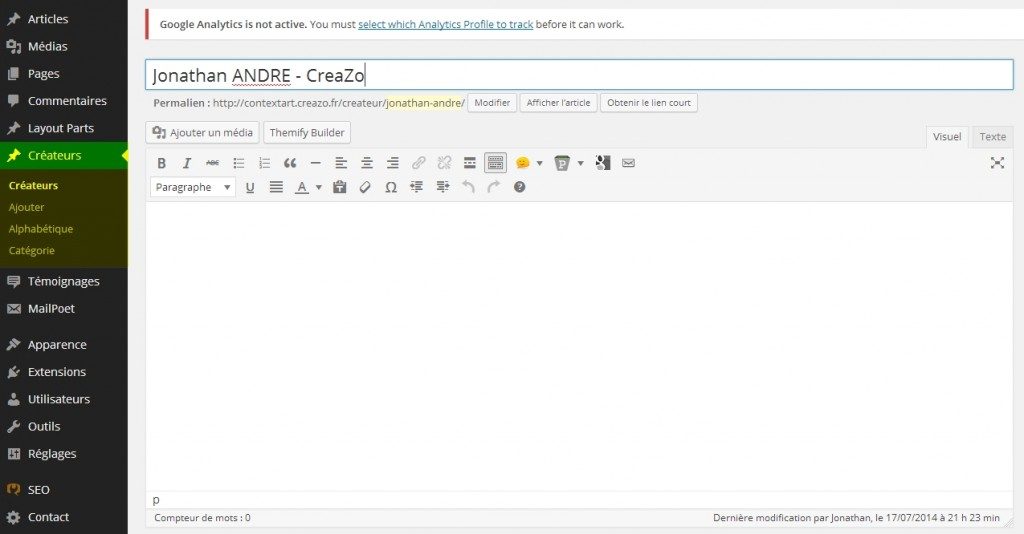 Articles
Médias
Pages
Commentaires
Layout Parts
Créateurs
Créateurs
Ajouter
Alphabétique
Catégorie
Témoignages
MailPoet
Apparence
Extensions
Utilisateurs
Outils
Réglages
SEO
Contact
Google Analytics is not active. You must select which Analytics Profile to track before it can work.
Jonathan ANDRE - CreaZo
Permalien : http://contextart.creazo.fr/createur/jonathan-andre/ Modifier Afficher l'article Obtenir le lien court
Ajouter un média Themify Builder Visuel Texte
B I ABC
Paragraphe U A Ω
p
Compteur de mots : 0 Dernière modification par Jonathan, le 17/07/2014 à 21 h 23 min